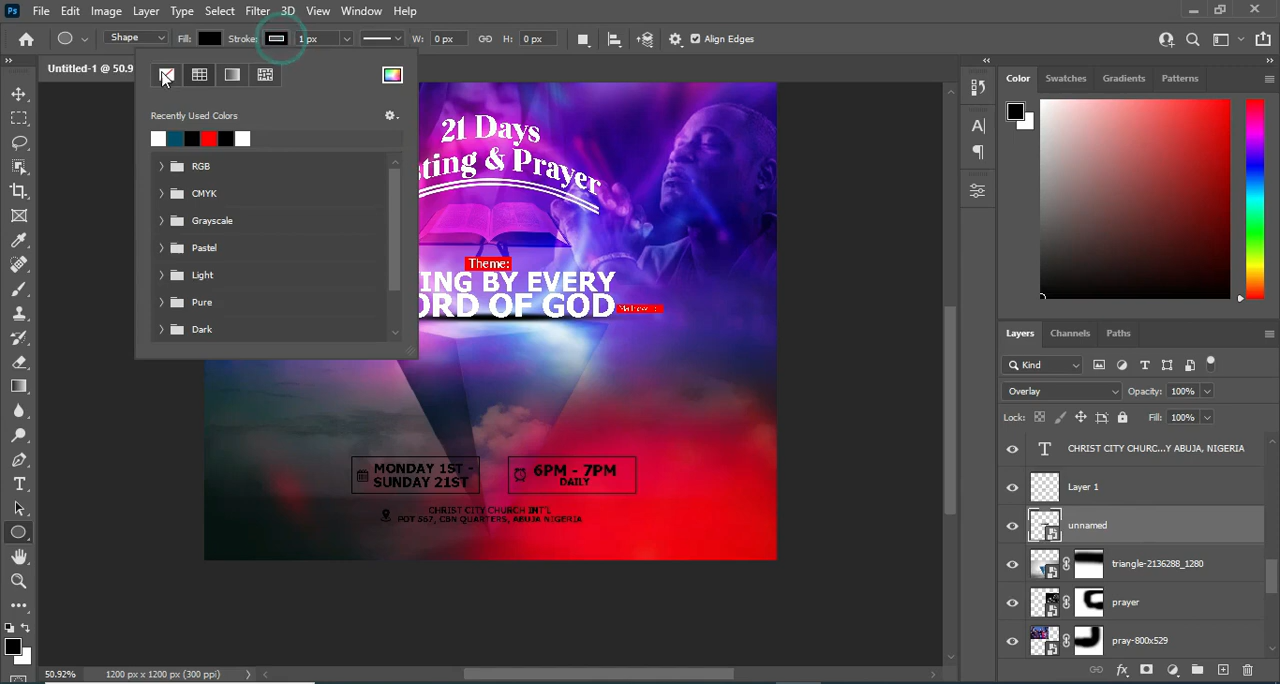 Ps File Edit Image Layer Type Select Filter 3D View Window Help
Shape Fill: Stroke: 1 px W: 0 px H: 0 px Align Edges
Untitled-1 @ 50.9
Recently Used Colors
RGB
CMYK
Grayscale
Pastel
Light
Pure
Dark
21 Days
sting & Prayer
Theme:
ING BY EVERY
ORD OF GOD
MONDAY 1ST -
SUNDAY 21ST
6PM - 7PM
DAILY
CHRIST CITY CHURCH INT'L
POT 567, CBN QUARTERS, ABUJA NIGERIA
Color Swatches Gradients Patterns
Layers Channels Paths
Kind
Overlay Opacity: 100%
Lock: Fill: 100%
CHRIST CITY CHURC...Y ABUJA, NIGERIA
Layer 1
unnamed
triangle-2136288_1280
prayer
pray-800x529
50.92% 1200 px x 1200 px (300 ppi)